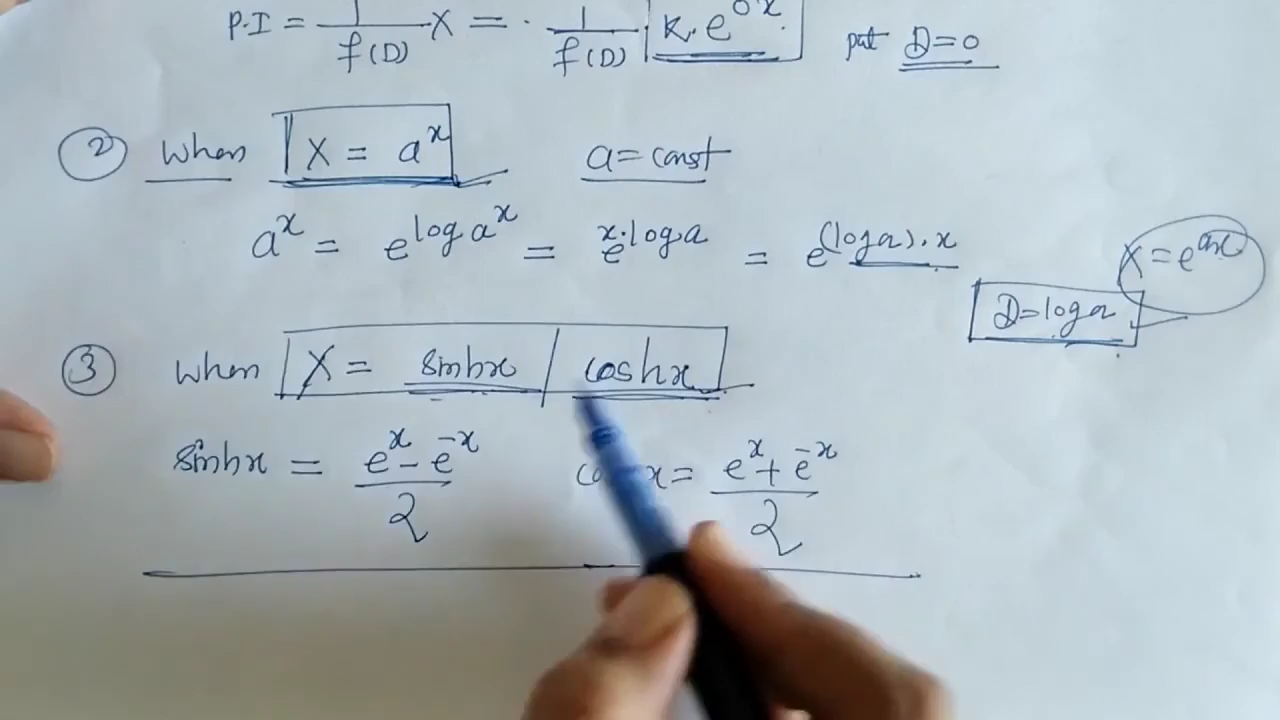 P.I = 1/f(D) X = · 1/f(D) K·e^0x put D=0
② When X = a^x a = const
a^x = e^log a^x = e^x·log a = e^(log a)·x X = e^ax
D = log a
③ When X = sinhx / coshx
sinhx = (e^x - e^-x)/2 co x = (e^x + e^-x)/2